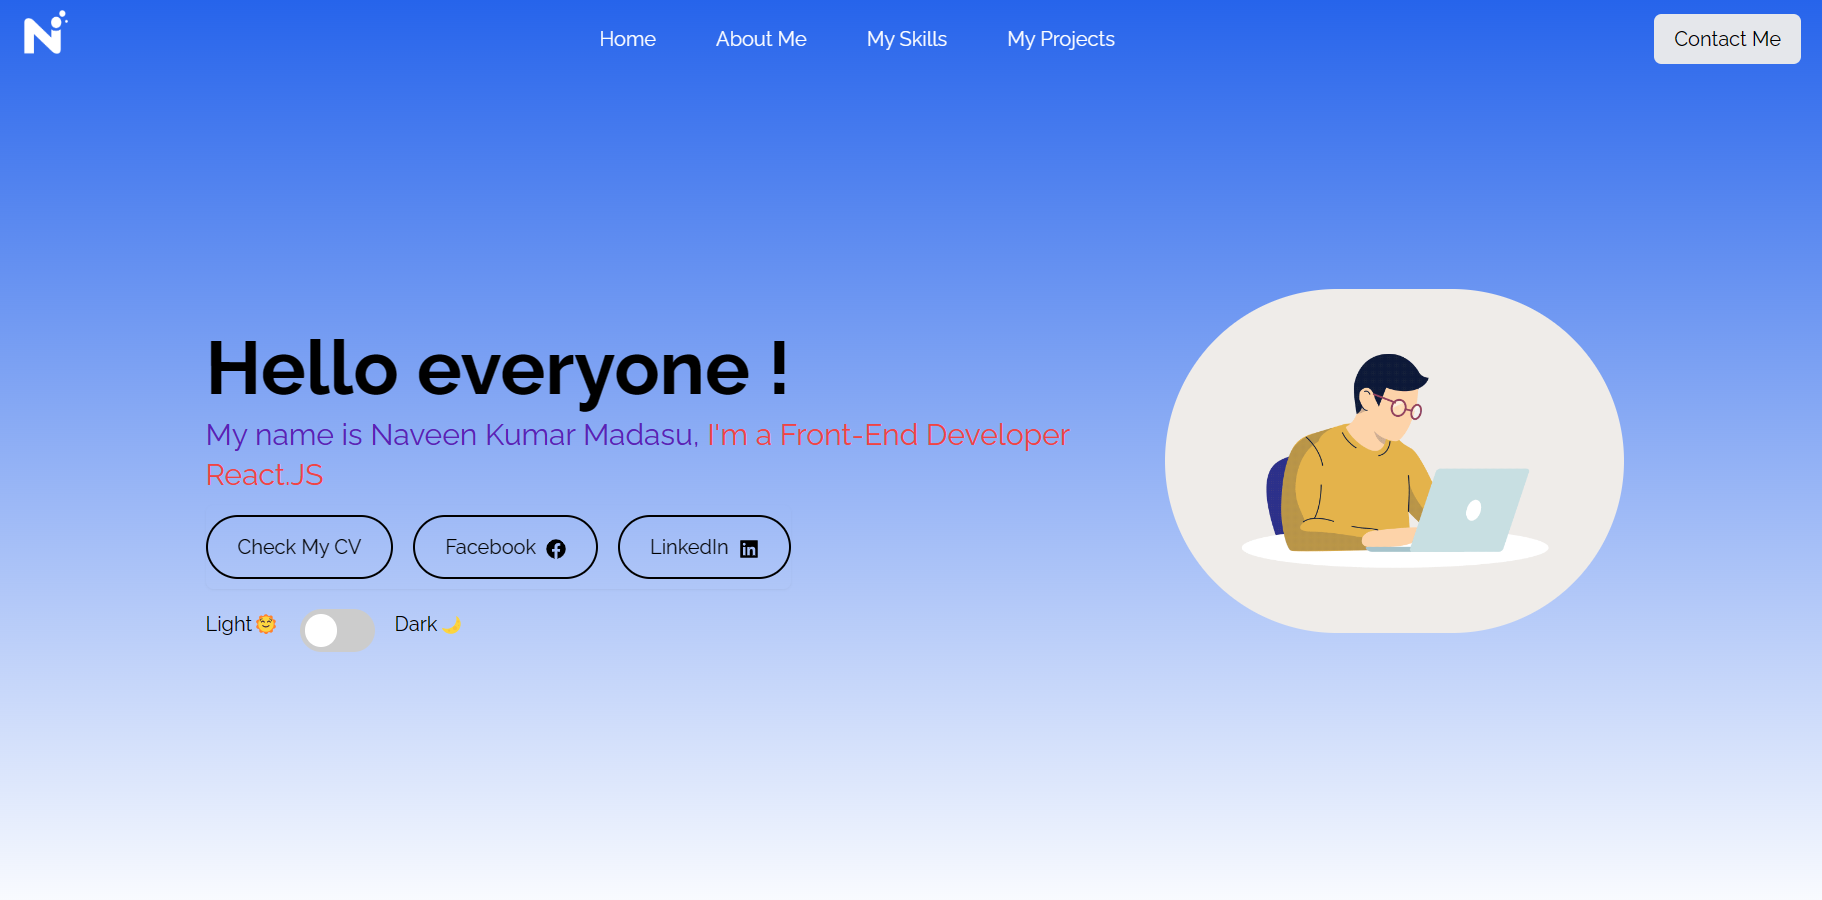 N
Home
About Me
My Skills
My Projects
Contact Me
Hello everyone !
My name is Naveen Kumar Madasu, I'm a Front-End Developer
React.JS
Check My CV
Facebook
LinkedIn in
Light
Dark